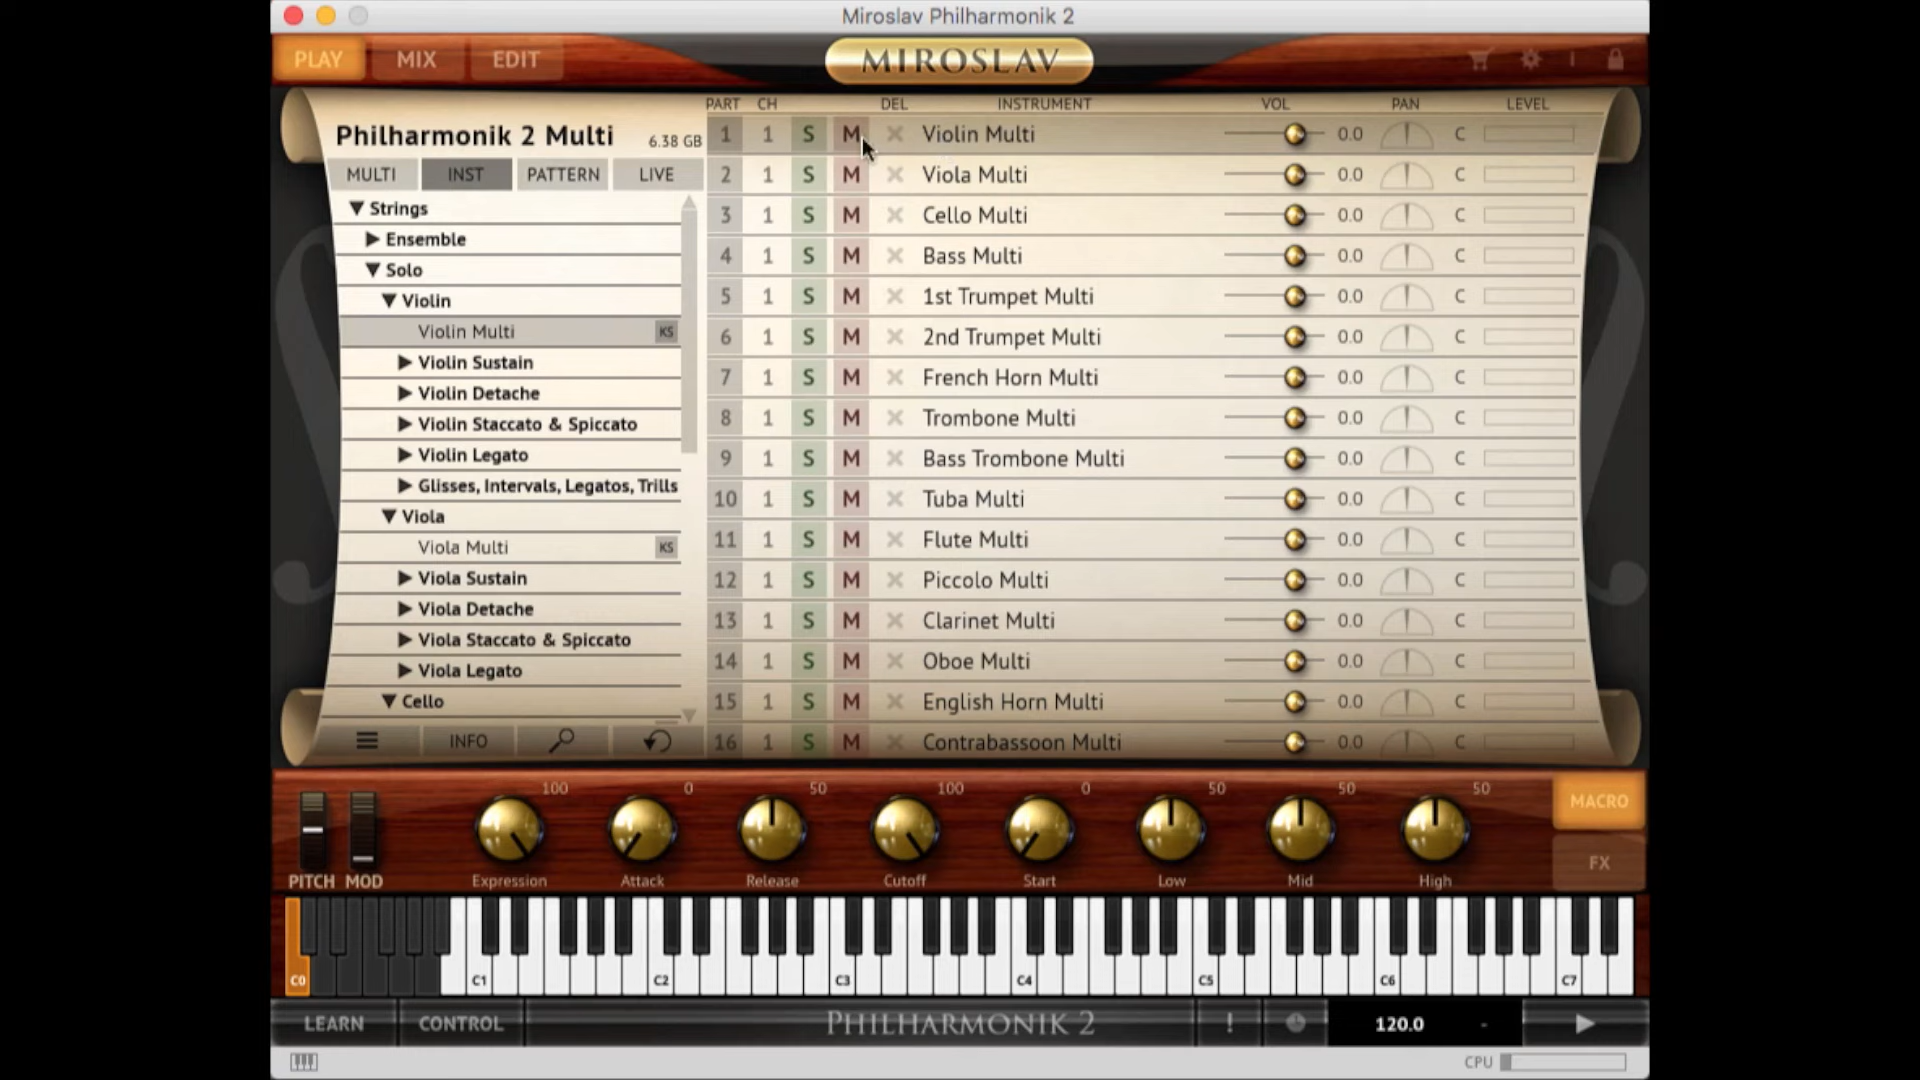 Miroslav Philharmonik 2
PLAY MIX EDIT MIROSLAV
PART CH DEL INSTRUMENT VOL PAN LEVEL
Philharmonik 2 Multi 6.38 GB
MULTI INST PATTERN LIVE
Strings
Ensemble
Solo
Violin
Violin Multi KS
Violin Sustain
Violin Detache
Violin Staccato & Spiccato
Violin Legato
Glisses, Intervals, Legatos, Trills
Viola
Viola Multi KS
Viola Sustain
Viola Detache
Viola Staccato & Spiccato
Viola Legato
Cello
INFO
1 1 S M Violin Multi 0.0 C
2 1 S M Viola Multi 0.0 C
3 1 S M Cello Multi 0.0 C
4 1 S M Bass Multi 0.0 C
5 1 S M 1st Trumpet Multi 0.0 C
6 1 S M 2nd Trumpet Multi 0.0 C
7 1 S M French Horn Multi 0.0 C
8 1 S M Trombone Multi 0.0 C
9 1 S M Bass Trombone Multi 0.0 C
10 1 S M Tuba Multi 0.0 C
11 1 S M Flute Multi 0.0 C
12 1 S M Piccolo Multi 0.0 C
13 1 S M Clarinet Multi 0.0 C
14 1 S M Oboe Multi 0.0 C
15 1 S M English Horn Multi 0.0 C
16 1 S M Contrabassoon Multi 0.0 C
100 0 50 100 0 50 50 50
MACRO
FX
PITCH MOD Expression Attack Release Cutoff Start Low Mid High
C0 C1 C2 C3 C4 C5 C6 C7
LEARN CONTROL PHILHARMONIK 2 ! 120.0 -
CPU